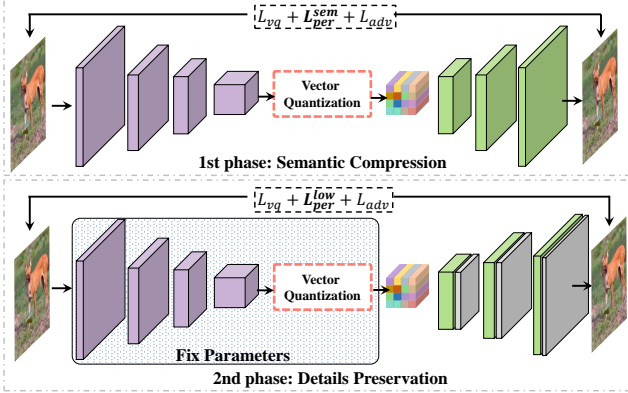 L_vq + L_per^sem + L_adv
Vector
Quantization
1st phase: Semantic Compression
L_vq + L_per^low + L_adv
Vector
Quantization
Fix Parameters
2nd phase: Details Preservation